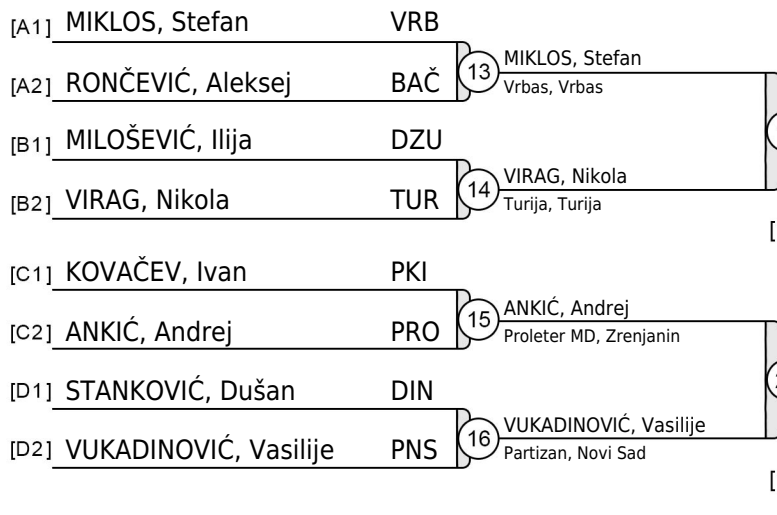 [A1] MIKLOS, Stefan VRB
[A2] RONČEVIĆ, Aleksej BAČ
13 MIKLOS, Stefan
Vrbas, Vrbas
[B1] MILOŠEVIĆ, Ilija DZU
[B2] VIRAG, Nikola TUR
14 VIRAG, Nikola
Turija, Turija
[
[C1] KOVAČEV, Ivan PKI
[C2] ANKIĆ, Andrej PRO
15 ANKIĆ, Andrej
Proleter MD, Zrenjanin
[D1] STANKOVIĆ, Dušan DIN
[D2] VUKADINOVIĆ, Vasilije PNS
16 VUKADINOVIĆ, Vasilije
Partizan, Novi Sad
[